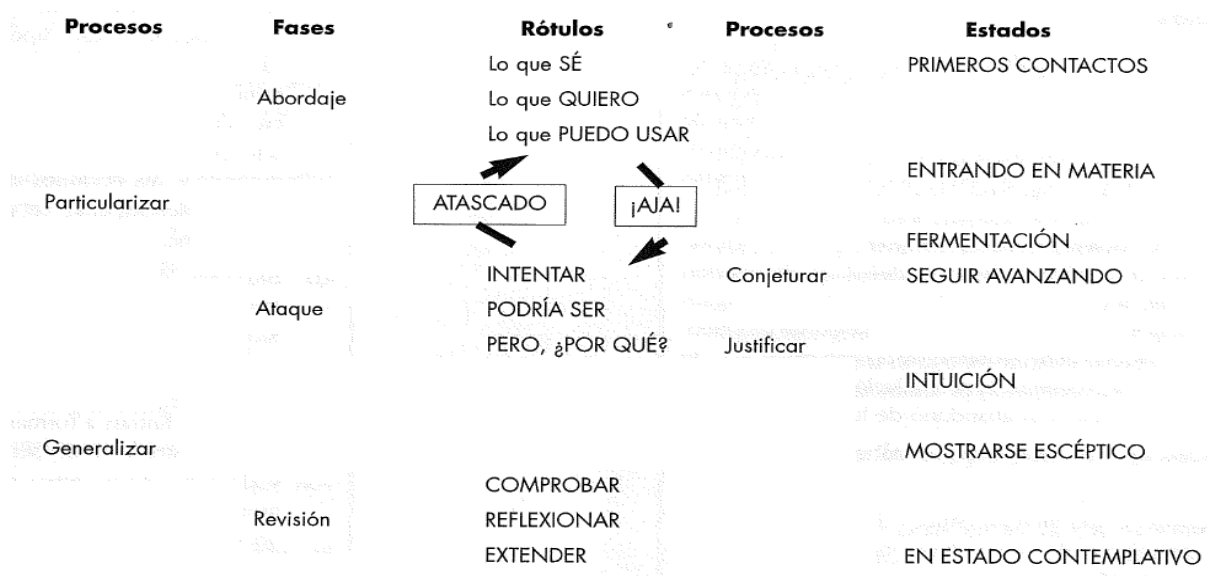 Procesos Fases Rótulos Procesos Estados
Lo que SÉ PRIMEROS CONTACTOS
Abordaje Lo que QUIERO
Lo que PUEDO USAR
ENTRANDO EN MATERIA
Particularizar ATASCADO ¡AJA!
FERMENTACIÓN
INTENTAR Conjeturar SEGUIR AVANZANDO
Ataque PODRÍA SER
PERO, ¿POR QUÉ? Justificar
INTUICIÓN
Generalizar MOSTRARSE ESCÉPTICO
COMPROBAR
Revisión REFLEXIONAR
EXTENDER EN ESTADO CONTEMPLATIVO